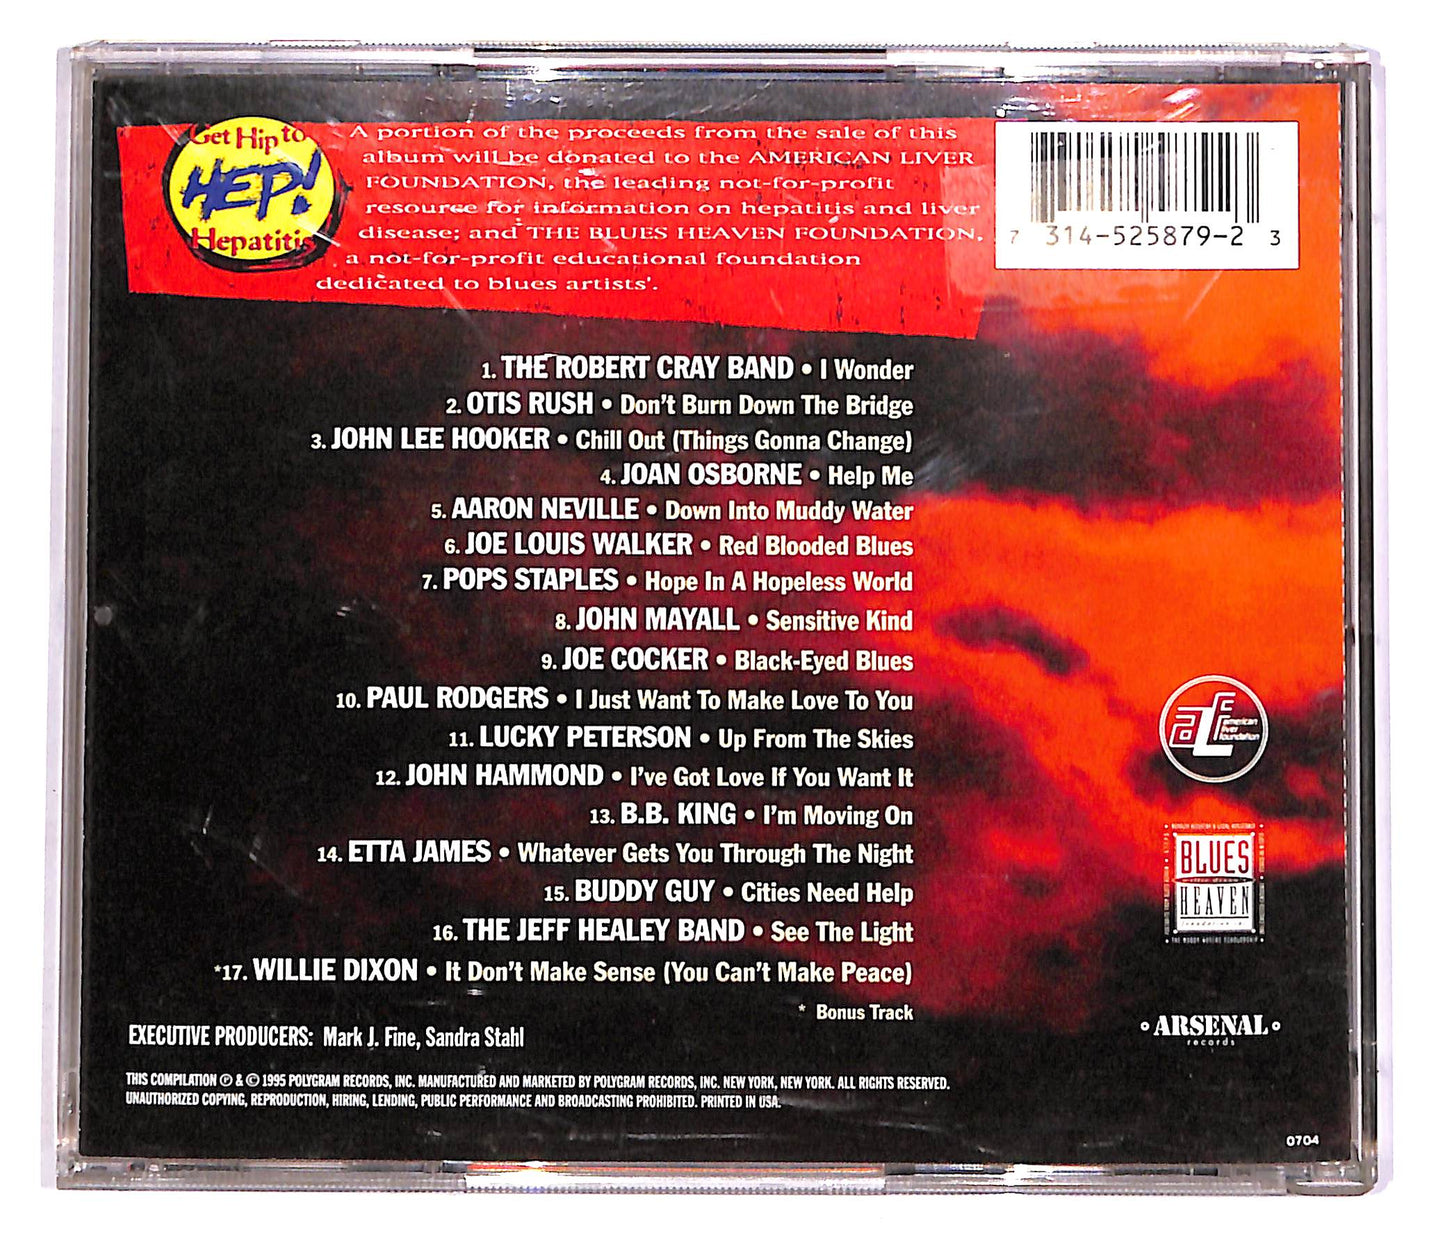 Get Hip to
HEP!
Hepatitis
A portion of the proceeds from the sale of this
album will be donated to the AMERICAN LIVER
FOUNDATION, the leading not-for-profit
resource for information on hepatitis and liver
disease; and THE BLUES HEAVEN FOUNDATION,
a not-for-profit educational foundation
dedicated to blues artists'.
7 314-525879-2 3
1. THE ROBERT CRAY BAND • I Wonder
2. OTIS RUSH • Don't Burn Down The Bridge
3. JOHN LEE HOOKER • Chill Out (Things Gonna Change)
4. JOAN OSBORNE • Help Me
5. AARON NEVILLE • Down Into Muddy Water
6. JOE LOUIS WALKER • Red Blooded Blues
7. POPS STAPLES • Hope In A Hopeless World
8. JOHN MAYALL • Sensitive Kind
9. JOE COCKER • Black-Eyed Blues
10. PAUL RODGERS • I Just Want To Make Love To You
11. LUCKY PETERSON • Up From The Skies
12. JOHN HAMMOND • I've Got Love If You Want It
13. B.B. KING • I'm Moving On
14. ETTA JAMES • Whatever Gets You Through The Night
15. BUDDY GUY • Cities Need Help
16. THE JEFF HEALEY BAND • See The Light
*17. WILLIE DIXON • It Don't Make Sense (You Can't Make Peace)
* Bonus Track
american
liver
foundation
BLUES
HEAVEN
ARSENAL
records
EXECUTIVE PRODUCERS: Mark J. Fine, Sandra Stahl
THIS COMPILATION ℗ & © 1995 POLYGRAM RECORDS, INC. MANUFACTURED AND MARKETED BY POLYGRAM RECORDS, INC. NEW YORK, NEW YORK. ALL RIGHTS RESERVED.
UNAUTHORIZED COPYING, REPRODUCTION, HIRING, LENDING, PUBLIC PERFORMANCE AND BROADCASTING PROHIBITED. PRINTED IN USA.
0704